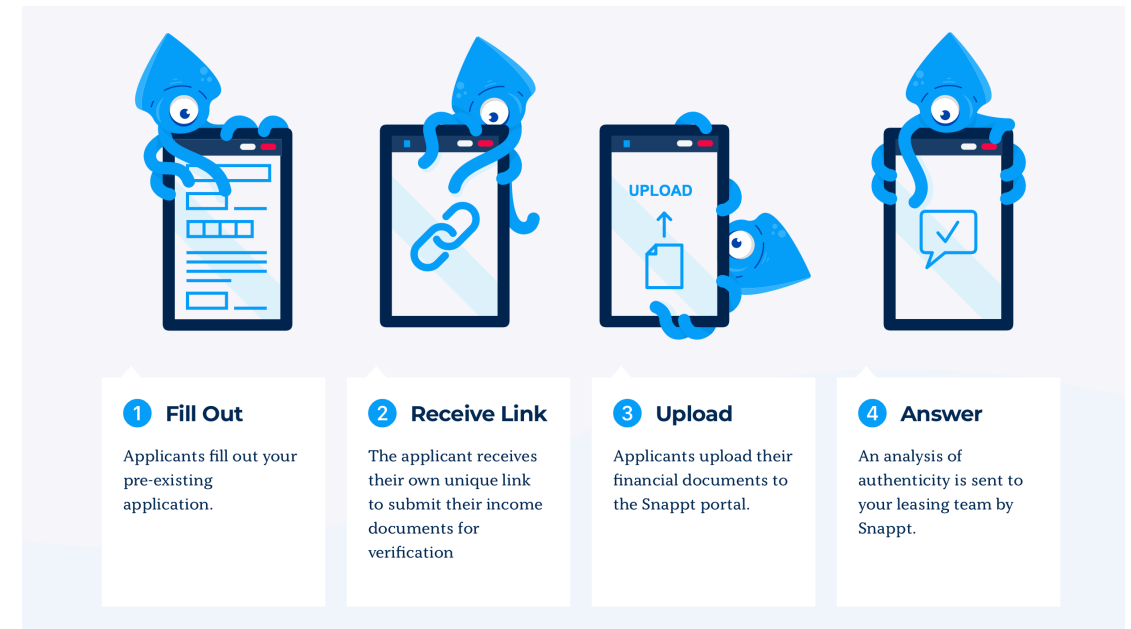 UPLOAD
1 Fill Out
Applicants fill out your
pre-existing
application.
2 Receive Link
The applicant receives
their own unique link
to submit their income
documents for
verification
3 Upload
Applicants upload their
financial documents to
the Snappt portal.
4 Answer
An analysis of
authenticity is sent to
your leasing team by
Snappt.